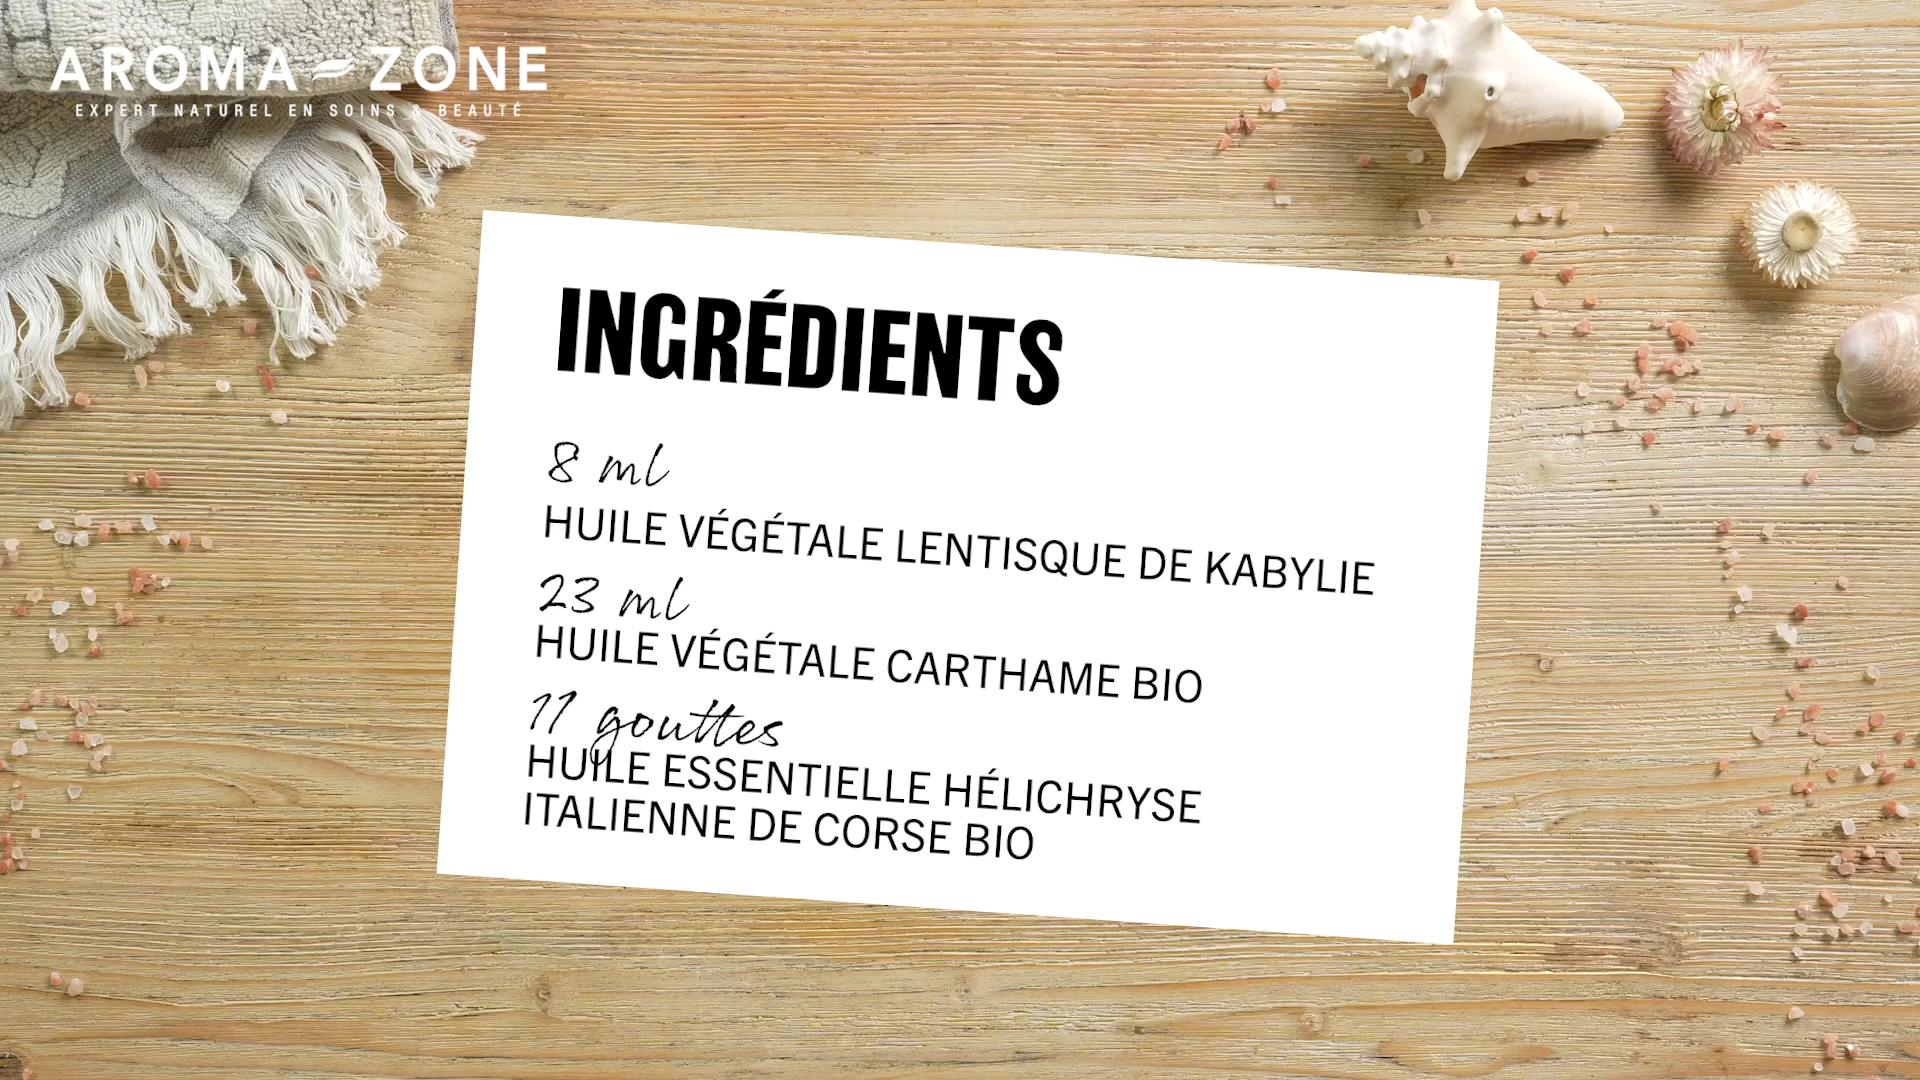 AROMA-ZONE
EXPERT NATUREL EN SOINS & BEAUTÉ
INGRÉDIENTS
8 ml
HUILE VÉGÉTALE LENTISQUE DE KABYLIE
23 ml
HUILE VÉGÉTALE CARTHAME BIO
11 gouttes
HUILE ESSENTIELLE HÉLICHRYSE
ITALIENNE DE CORSE BIO